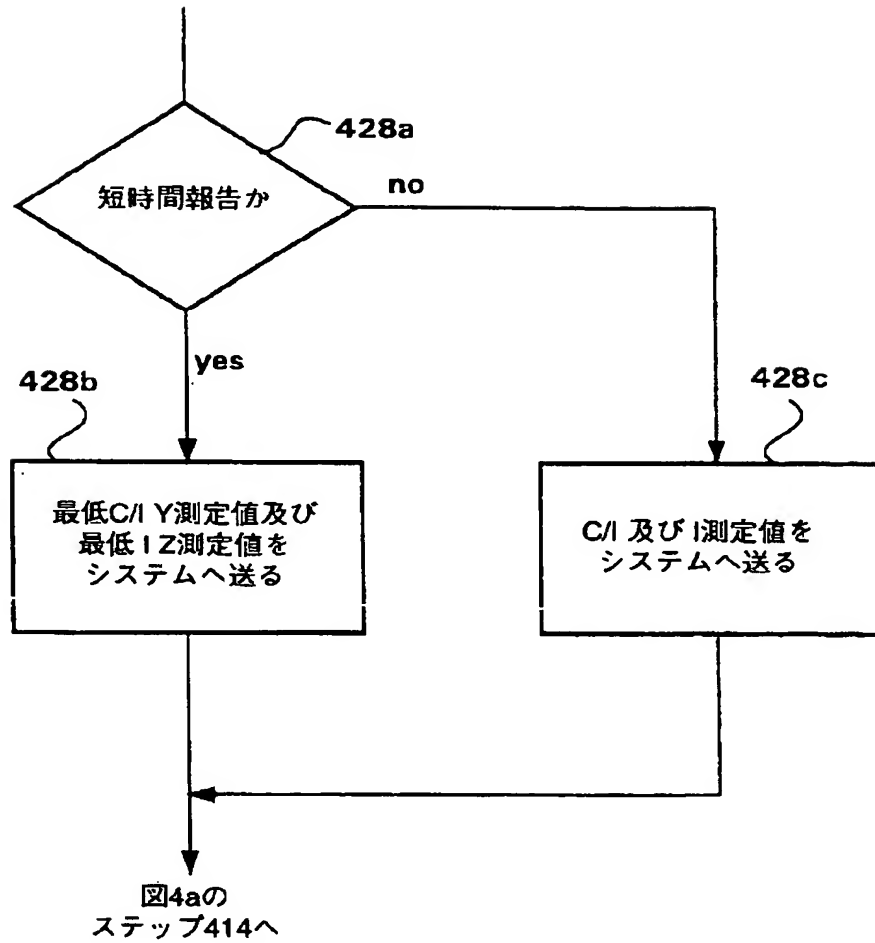 428a
短時間報告か
no
yes
428b
428c
最低C/I Y測定値及び
最低 I Z測定値を
システムへ送る
C/I 及び I測定値を
システムへ送る
図4aの
ステップ414へ